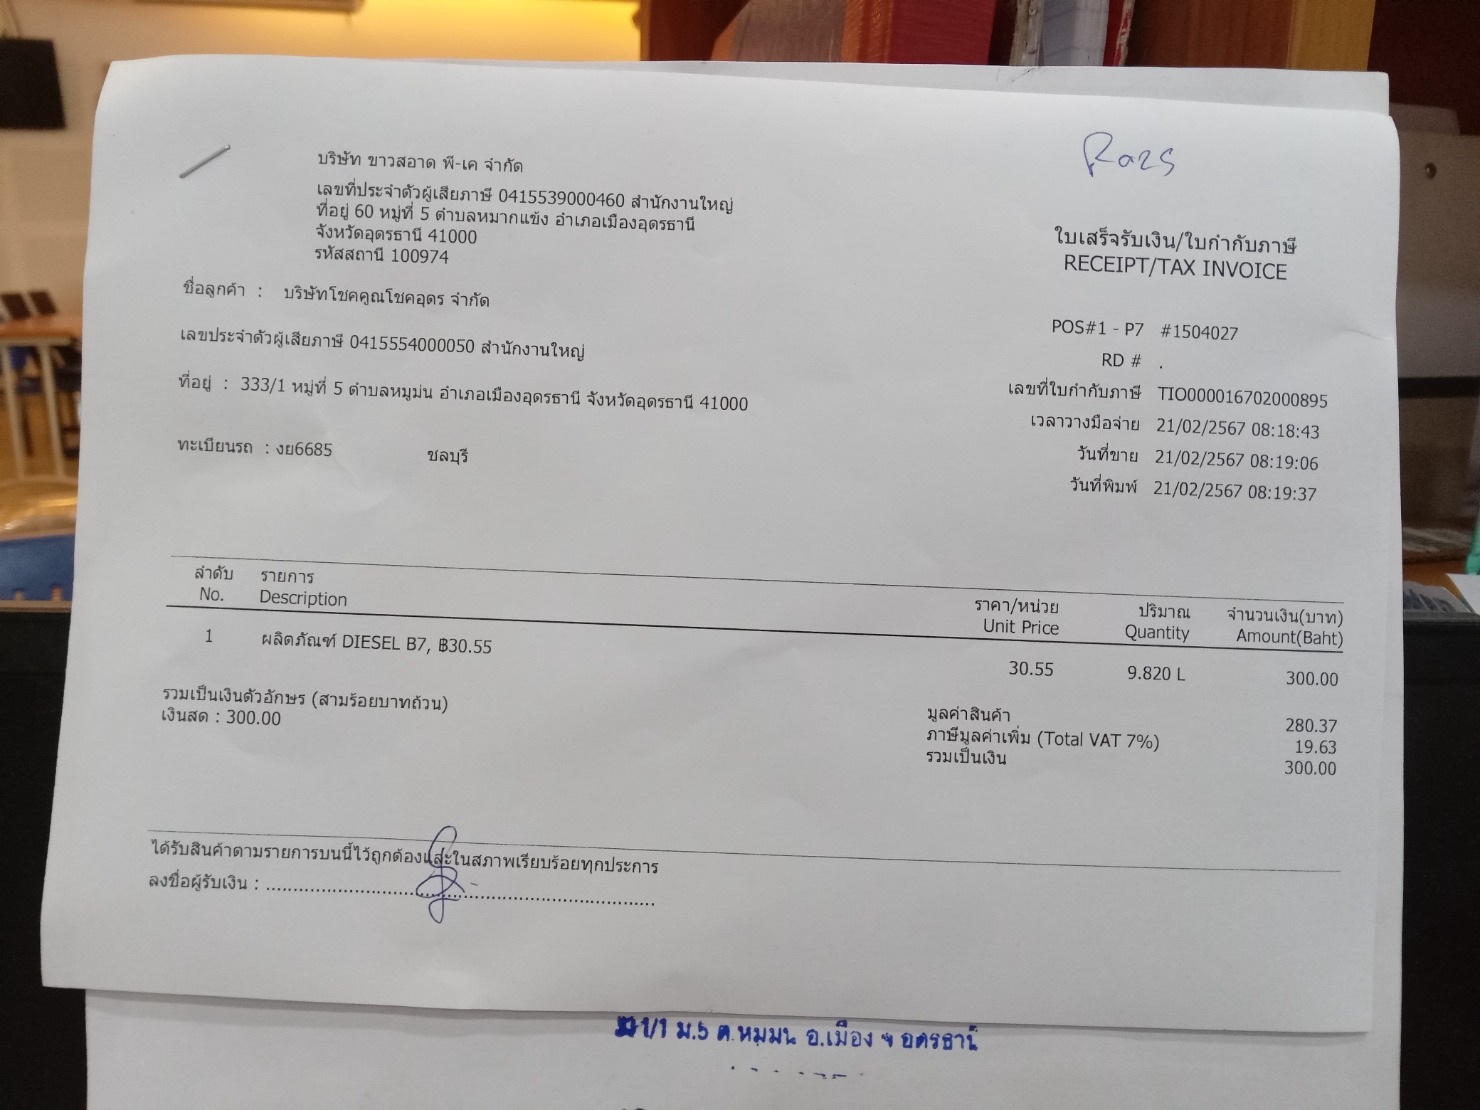 บริษัท ขาวสอาด พี-เค จำกัด
เลขที่ประจำตัวผู้เสียภาษี 0415539000460 สำนักงานใหญ่
ที่อยู่ 60 หมู่ที่ 5 ตำบลหมากแข้ง อำเภอเมืองอุดรธานี
จังหวัดอุดรธานี 41000
รหัสสถานี 100974
ใบเสร็จรับเงิน/ใบกำกับภาษี
RECEIPT/TAX INVOICE
ชื่อลูกค้า : บริษัทโชคคูณโชคอุดร จำกัด
เลขประจำตัวผู้เสียภาษี 0415554000050 สำนักงานใหญ่
ที่อยู่ : 333/1 หมู่ที่ 5 ตำบลหมูม่น อำเภอเมืองอุดรธานี จังหวัดอุดรธานี 41000
ทะเบียนรถ : งย6685 ชลบุรี
POS#1 - P7 #1504027
RD # .
เลขที่ใบกำกับภาษี TIO000016702000895
เวลาวางมือจ่าย 21/02/2567 08:18:43
วันที่ขาย 21/02/2567 08:19:06
วันที่พิมพ์ 21/02/2567 08:19:37
ลำดับ รายการ ราคา/หน่วย ปริมาณ จำนวนเงิน(บาท)
No. Description Unit Price Quantity Amount(Baht)
1 ผลิตภัณฑ์ DIESEL B7, ฿30.55 30.55 9.820 L 300.00
รวมเป็นเงินตัวอักษร (สามร้อยบาทถ้วน)
เงินสด : 300.00
มูลค่าสินค้า 280.37
ภาษีมูลค่าเพิ่ม (Total VAT 7%) 19.63
รวมเป็นเงิน 300.00
ได้รับสินค้าตามรายการบนนี้ไว้ถูกต้องและในสภาพเรียบร้อยทุกประการ
ลงชื่อผู้รับเงิน : ........................................................................
1/1 ม.5 ต.หมูม่น อ.เมือง จ อุดรธานี